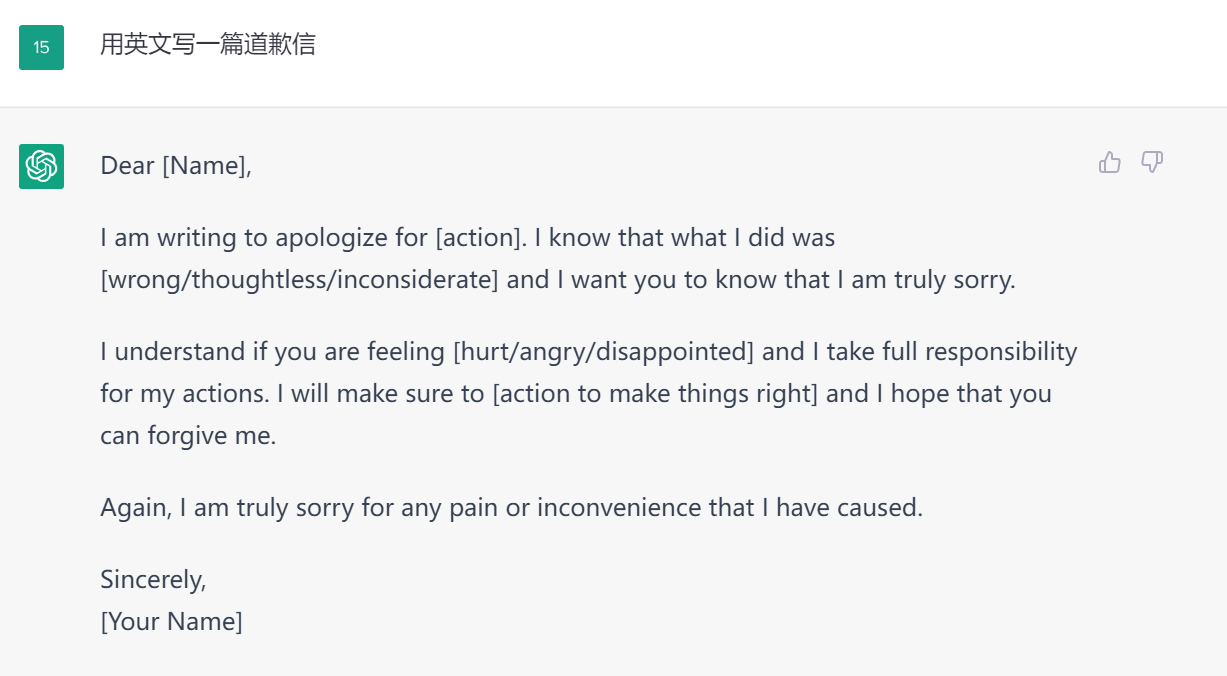 15
用英文写一篇道歉信
Dear [Name],
I am writing to apologize for [action]. I know that what I did was
[wrong/thoughtless/inconsiderate] and I want you to know that I am truly sorry.
I understand if you are feeling [hurt/angry/disappointed] and I take full responsibility
for my actions. I will make sure to [action to make things right] and I hope that you
can forgive me.
Again, I am truly sorry for any pain or inconvenience that I have caused.
Sincerely,
[Your Name]